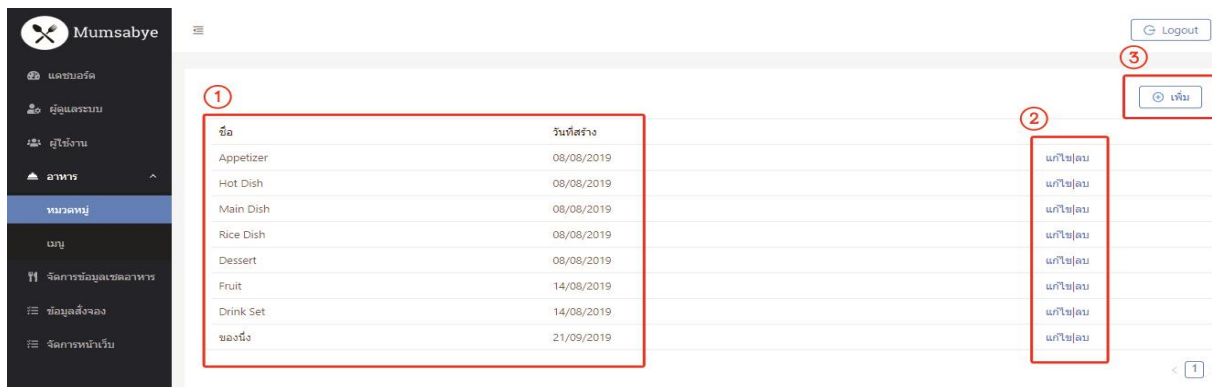 Mumsabye
Logout
แดชบอร์ด
ผู้ดูแลระบบ
ผู้ใช้งาน
อาหาร
หมวดหมู่
เมนู
จัดการข้อมูลเซตอาหาร
ข้อมูลสั่งจอง
จัดการหน้าเว็บ
3
เพิ่ม
1
2
ชื่อ วันที่สร้าง
Appetizer 08/08/2019 แก้ไข|ลบ
Hot Dish 08/08/2019 แก้ไข|ลบ
Main Dish 08/08/2019 แก้ไข|ลบ
Rice Dish 08/08/2019 แก้ไข|ลบ
Dessert 08/08/2019 แก้ไข|ลบ
Fruit 14/08/2019 แก้ไข|ลบ
Drink Set 14/08/2019 แก้ไข|ลบ
ของนึ่ง 21/09/2019 แก้ไข|ลบ
< 1